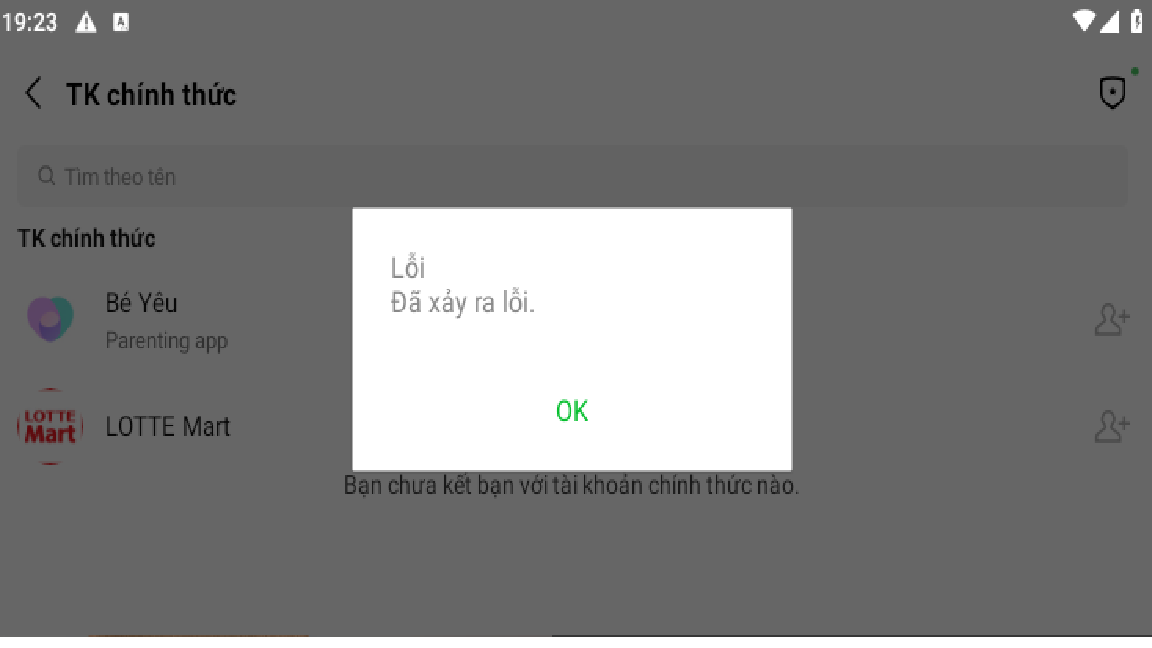 19:23
TK chính thức
Tìm theo tên
TK chính thức
Bé Yêu
Parenting app
LOTTE Mart
LOTTE Mart
Lỗi
Đã xảy ra lỗi.
OK
Bạn chưa kết bạn với tài khoản chính thức nào.